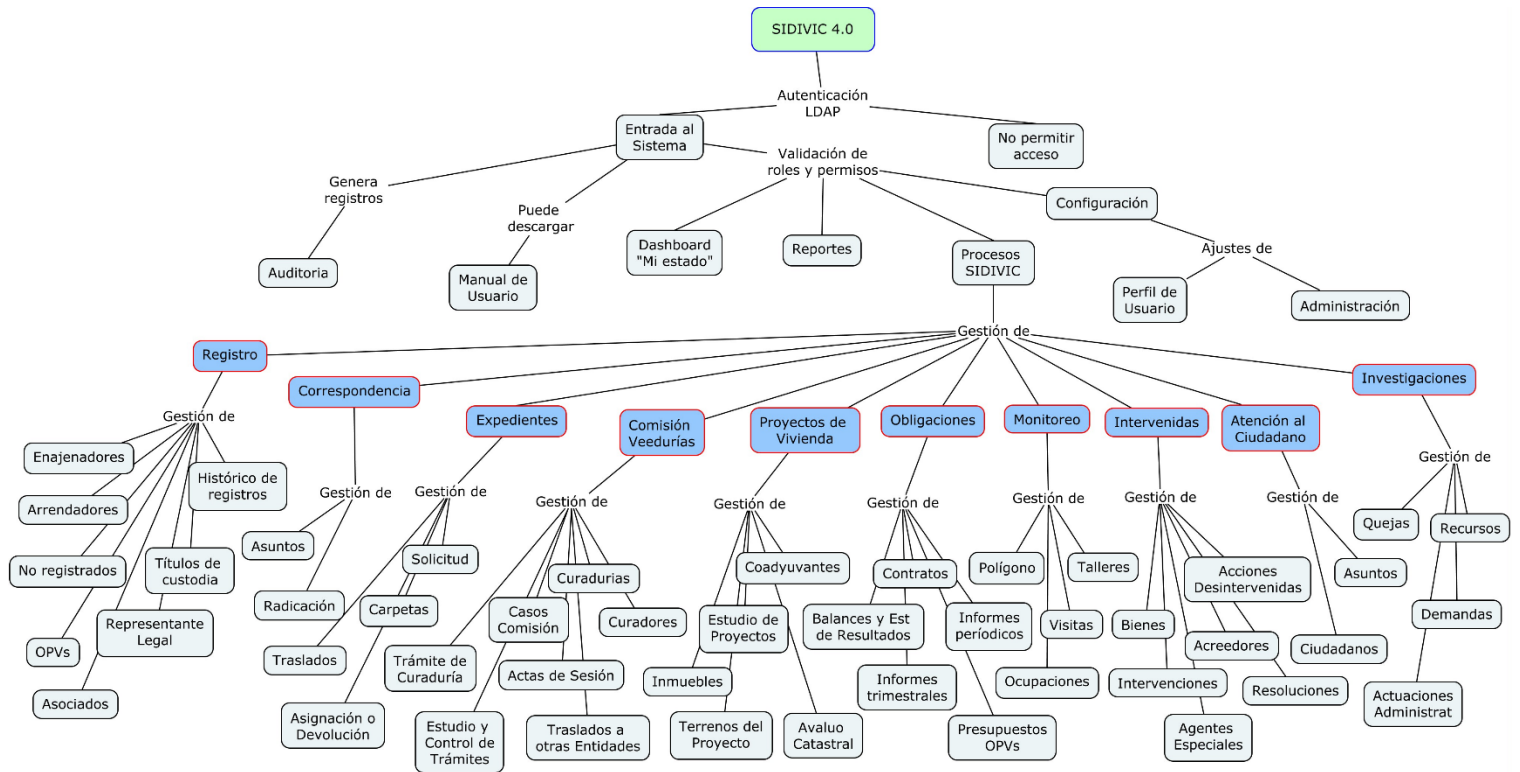 SIDIVIC 4.0
Autenticación
LDAP
Entrada al
Sistema
No permitir
acceso
Validación de
roles y permisos
Genera
registros
Puede
descargar
Configuración
Auditoria
Manual de
Usuario
Dashboard
"Mi estado"
Reportes
Procesos
SIDIVIC
Ajustes de
Perfil de
Usuario
Administración
Gestión de
Registro
Correspondencia
Expedientes
Comisión
Veedurías
Proyectos de
Vivienda
Obligaciones
Monitoreo
Intervenidas
Atención al
Ciudadano
Investigaciones
Gestión de
Enajenadores
Histórico de
registros
Arrendadores
No registrados
Títulos de
custodia
OPVs
Representante
Legal
Asociados
Gestión de
Asuntos
Radicación
Gestión de
Solicitud
Carpetas
Traslados
Asignación o
Devolución
Gestión de
Curadurias
Casos
Comisión
Curadores
Trámite de
Curaduría
Actas de Sesión
Estudio y
Control de
Trámites
Traslados a
otras Entidades
Gestión de
Coadyuvantes
Estudio de
Proyectos
Inmuebles
Terrenos del
Proyecto
Avaluo
Catastral
Gestión de
Contratos
Balances y Est
de Resultados
Informes
períodicos
Informes
trimestrales
Presupuestos
OPVs
Gestión de
Polígono
Talleres
Visitas
Ocupaciones
Gestión de
Acciones
Desintervenidas
Bienes
Acreedores
Intervenciones
Resoluciones
Agentes
Especiales
Gestión de
Asuntos
Ciudadanos
Gestión de
Quejas
Recursos
Demandas
Actuaciones
Administrat